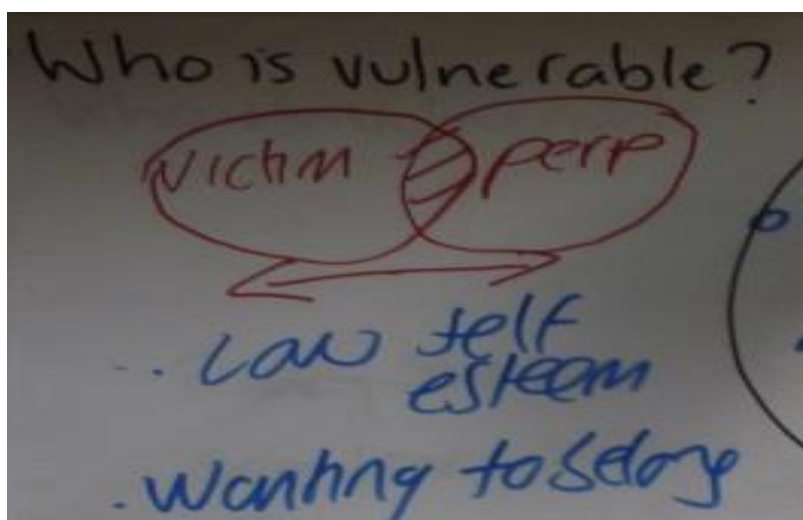 Who is vulnerable?
victim perp
. Low self
esteem
. Wanting to belong